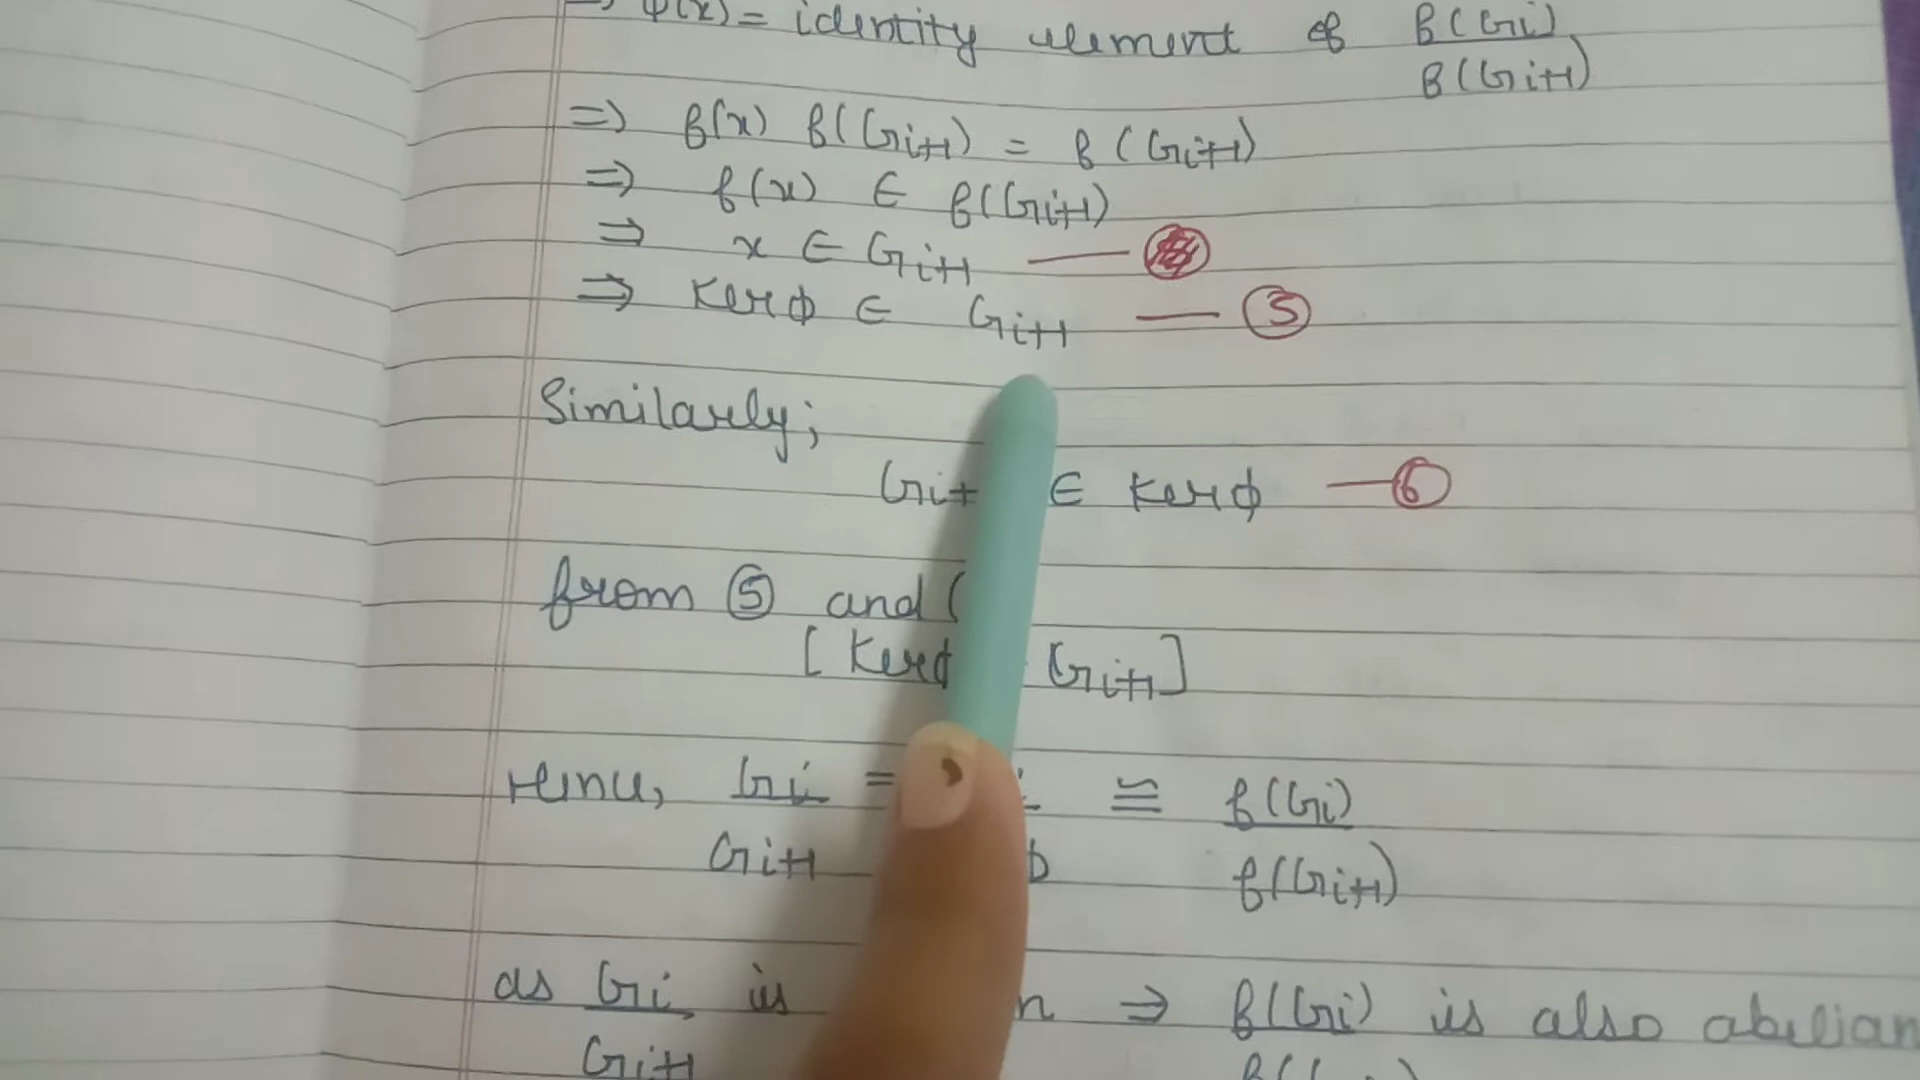 ⇒ φ(x) = identity element of f(Gi) / f(Gi+1)
⇒ f(x) f(Gi+1) = f(Gi+1)
⇒ f(x) ∈ f(Gi+1)
⇒ x ∈ Gi+1 —
⇒ Kerφ ∈ Gi+1 — ⑤
Similarly;
Gi+ ∈ Kerφ — ⑥
from ⑤ and (
[ Kerφ Gi+1 ]
Hence, Gi / Gi+1 = ≅ f(Gi) / f(Gi+1)
as Gi / Gi+1 is n ⇒ f(Gi) is also abelian